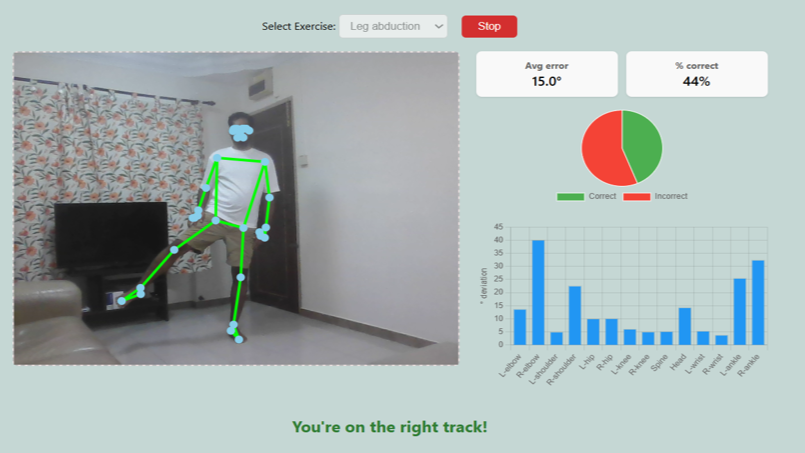 Select Exercise: Leg abduction Stop
Avg error
15.0°
% correct
44%
Correct Incorrect
45
40
35
30
25
20
15
10
5
0
° deviation
L-elbow
R-elbow
L-shoulder
R-shoulder
L-hip
R-hip
L-knee
R-knee
Spine
Head
L-wrist
R-wrist
L-ankle
R-ankle
You're on the right track!